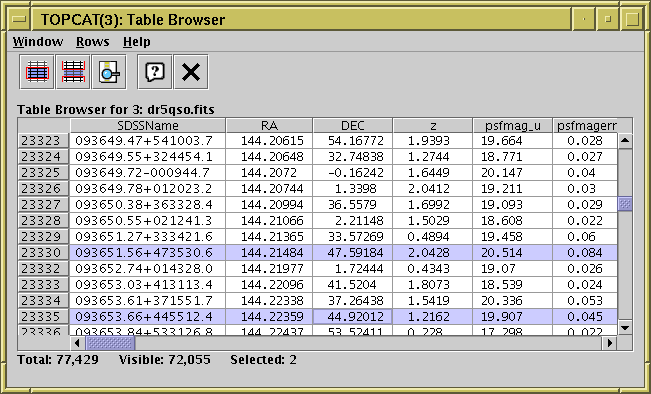 TOPCAT(3): Table Browser
Window Rows Help
Table Browser for 3: dr5qso.fits
SDSSName RA DEC z psfmag_u psfmagerr
23323 093649.47+541003.7 144.20615 54.16772 1.9393 19.664 0.028
23324 093649.55+324454.1 144.20648 32.74838 1.2744 18.771 0.027
23325 093649.72-000944.7 144.2072 -0.16242 1.6449 20.147 0.04
23326 093649.78+012023.2 144.20744 1.3398 2.0412 19.211 0.03
23327 093650.38+363328.4 144.20994 36.5579 1.6992 19.093 0.029
23328 093650.55+021241.3 144.21066 2.21148 1.5029 18.608 0.022
23329 093651.27+333421.6 144.21365 33.57269 0.4894 19.458 0.06
23330 093651.56+473530.6 144.21484 47.59184 2.0428 20.514 0.084
23332 093652.74+014328.0 144.21977 1.72444 0.4343 19.07 0.026
23333 093653.03+413113.4 144.22096 41.5204 1.8073 18.539 0.024
23334 093653.61+371551.7 144.22338 37.26438 1.5419 20.336 0.053
23335 093653.66+445512.4 144.22359 44.92012 1.2162 19.907 0.045
23336 093653.84+533126.8 144.22437 53.52411 0.228 17.298 0.022
Total: 77,429 Visible: 72,055 Selected: 2